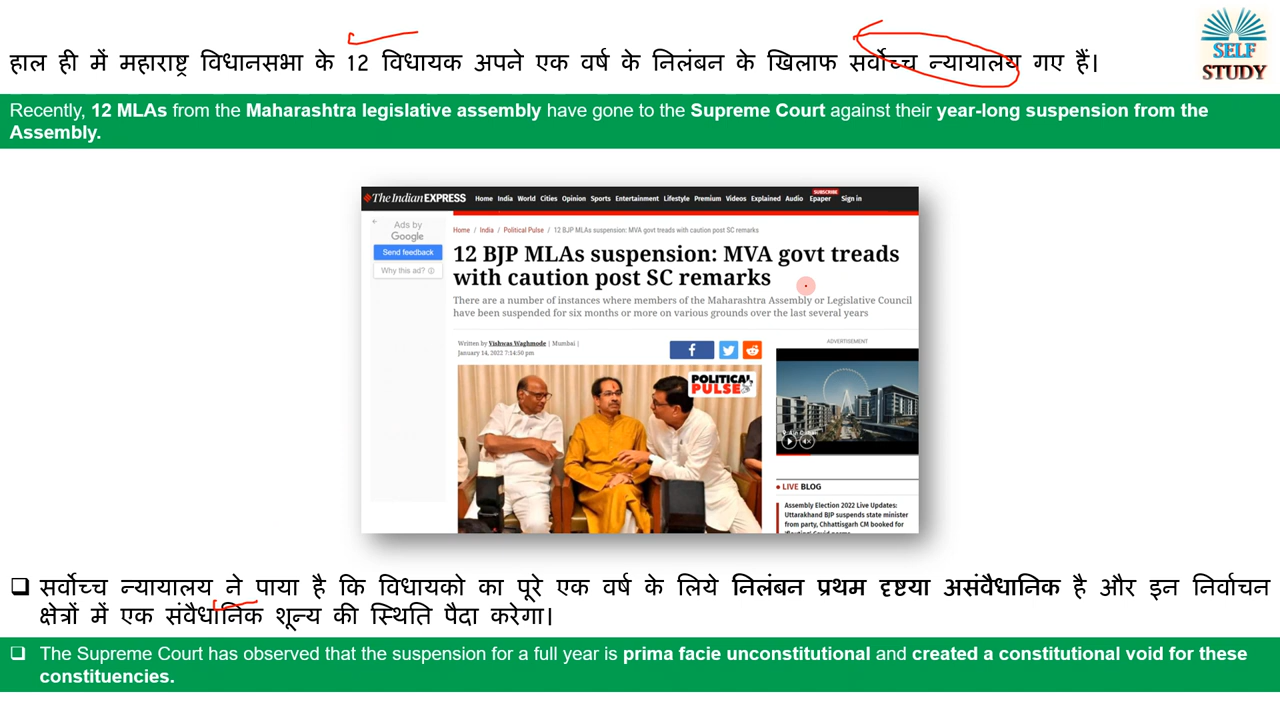 हाल ही में महाराष्ट्र विधानसभा के 12 विधायक अपने एक वर्ष के निलंबन के खिलाफ सर्वोच्च न्यायालय गए हैं।
SELF
STUDY
Recently, 12 MLAs from the Maharashtra legislative assembly have gone to the Supreme Court against their year-long suspension from the
Assembly.
The Indian EXPRESS
Home India World Cities Opinion Sports Entertainment Lifestyle Premium Videos Explained Audio Epaper Sign in
SUBSCRIBE
Ads by
Google
Send feedback
Why this ad?
Home / India / Political Pulse / 12 BJP MLAs suspension: MVA govt treads with caution post SC remarks
12 BJP MLAs suspension: MVA govt treads
with caution post SC remarks
There are a number of instances where members of the Maharashtra Assembly or Legislative Council
have been suspended for six months or more on various grounds over the last several years
Written by Vishwas Waghmode | Mumbai |
January 14, 2022 7:14:50 pm
ADVERTISEMENT
POLITICAL
PULSE
LIVE BLOG
Assembly Election 2022 Live Updates:
Uttarakhand BJP suspends state minister
from party, Chhattisgarh CM booked for
सर्वोच्च न्यायालय ने पाया है कि विधायको का पूरे एक वर्ष के लिये निलंबन प्रथम दृष्टया असंवैधानिक है और इन निर्वाचन
क्षेत्रों में एक संवैधानिक शून्य की स्थिति पैदा करेगा।
The Supreme Court has observed that the suspension for a full year is prima facie unconstitutional and created a constitutional void for these
constituencies.